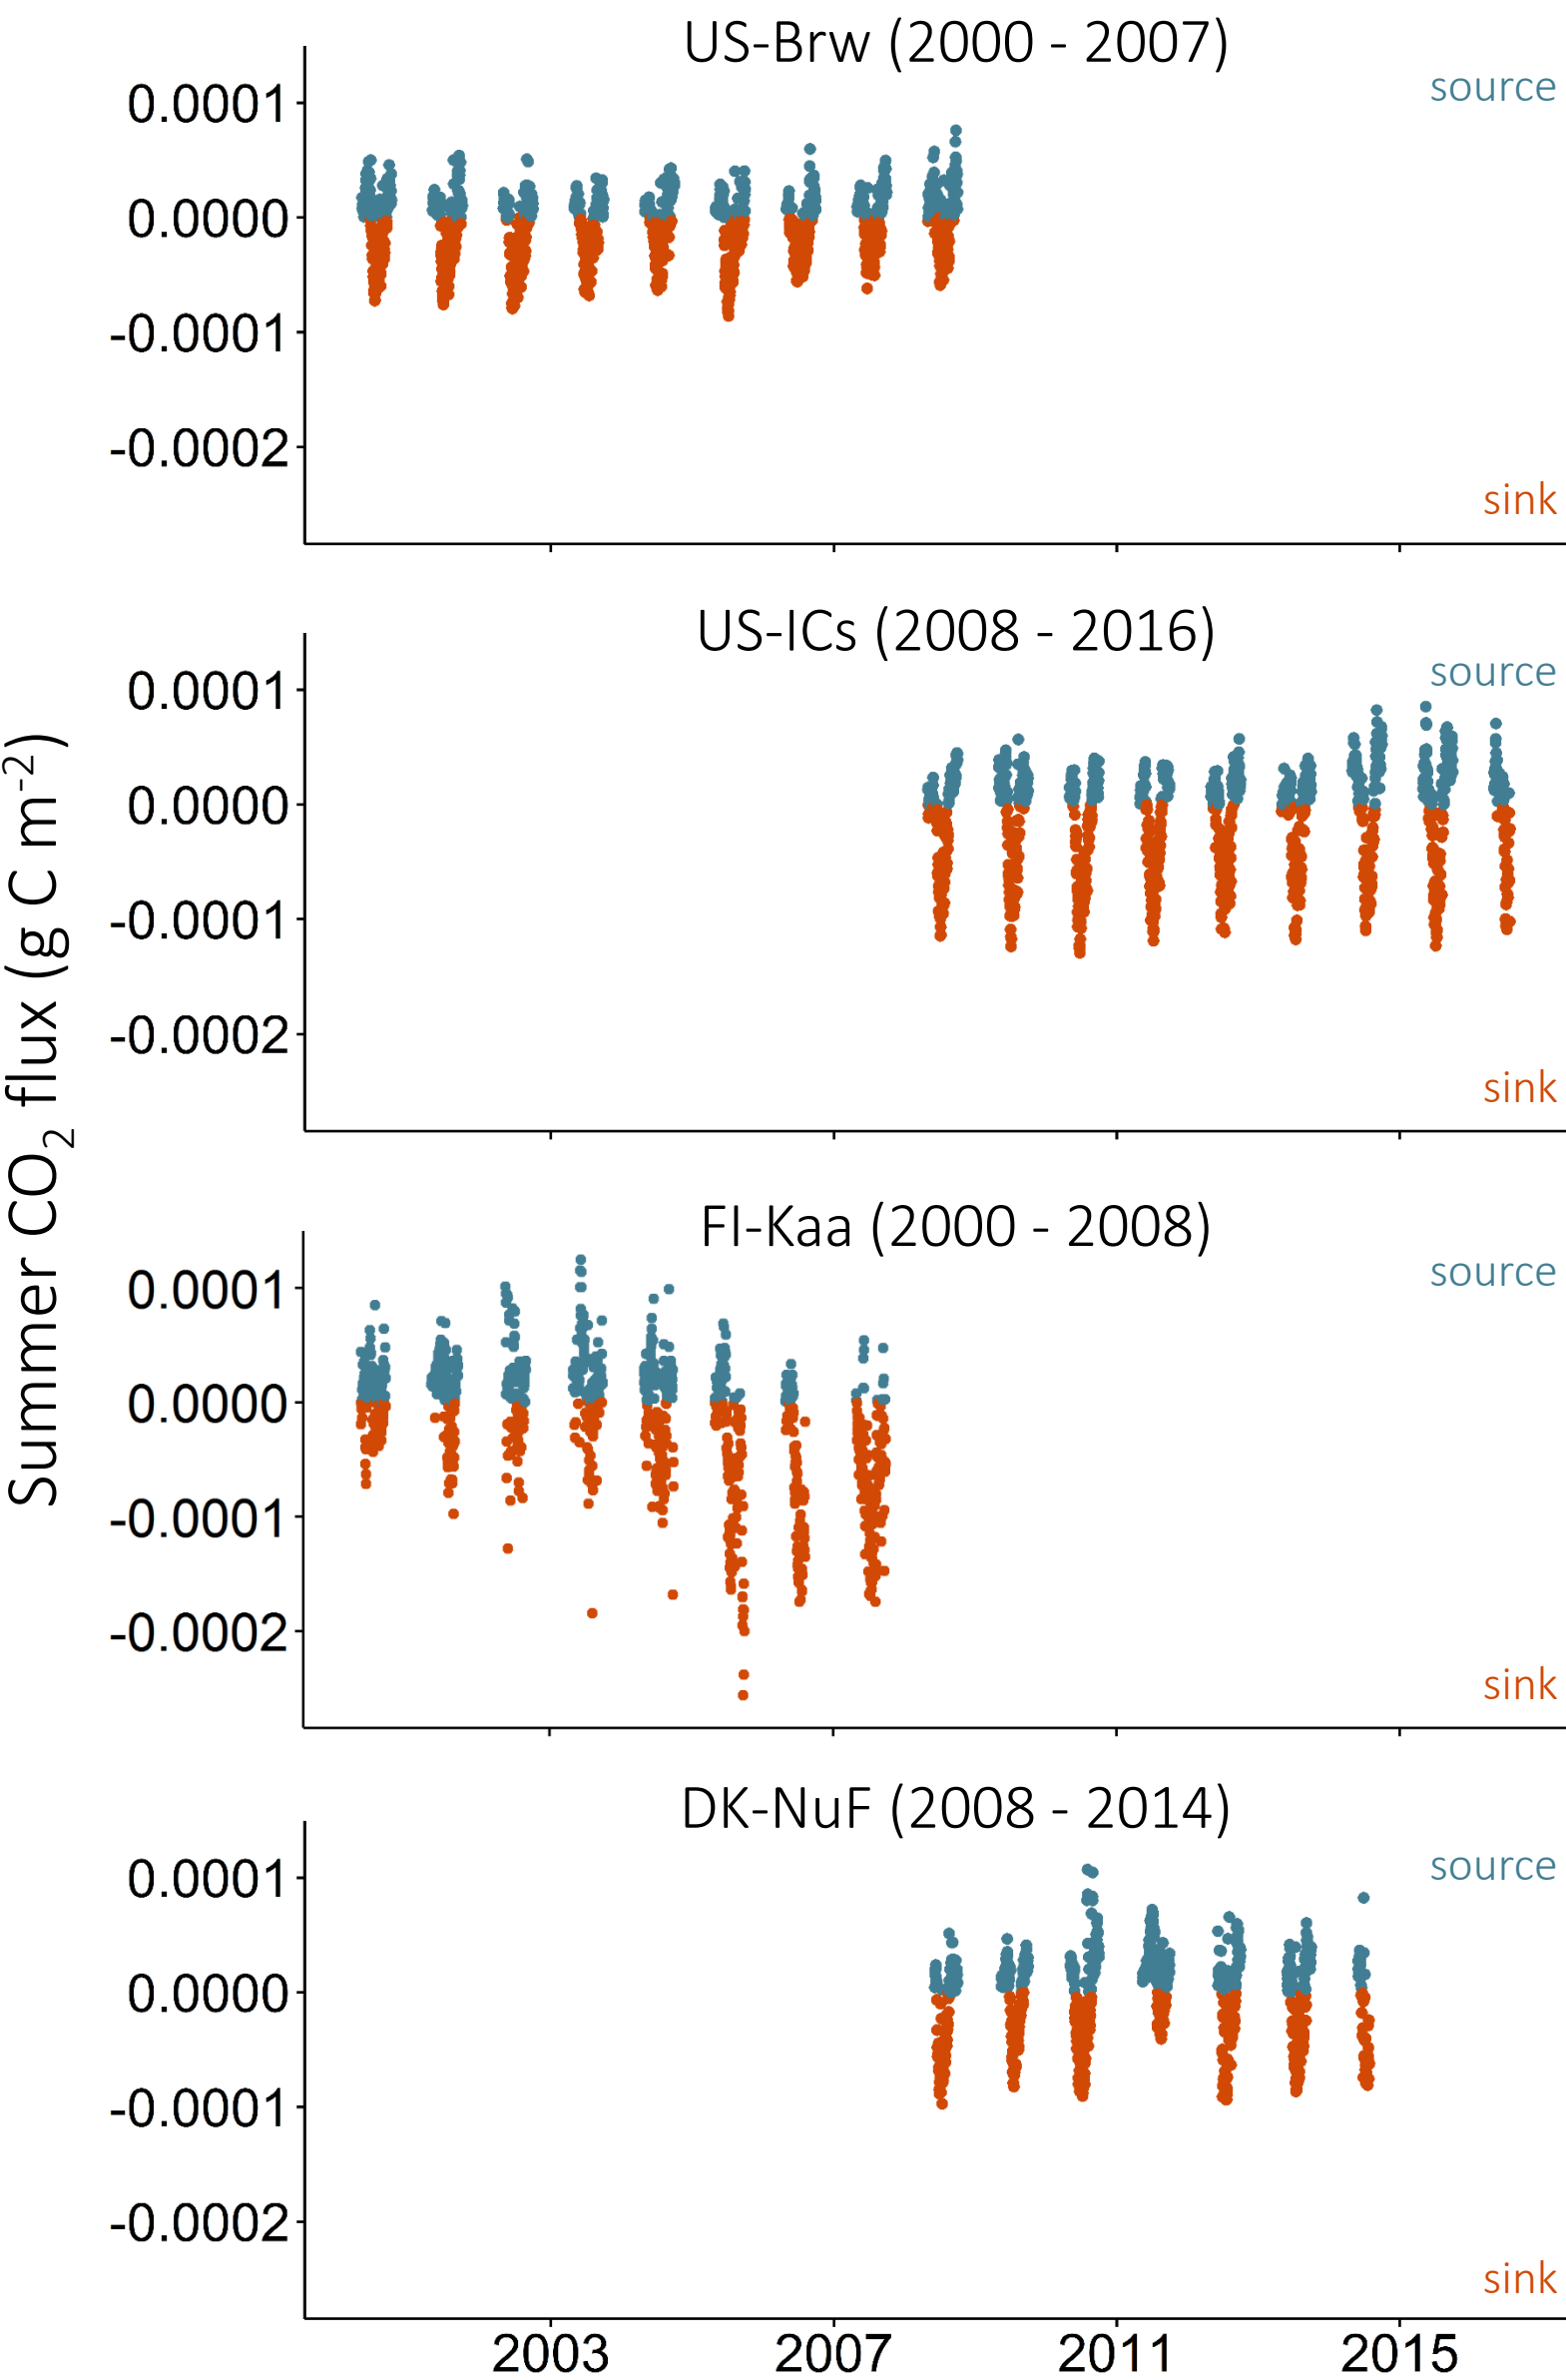 US-Brw (2000 - 2007)
source
0.0001
0.0000
-0.0001
-0.0002
sink
US-ICs (2008 - 2016)
source
0.0001
0.0000
-0.0001
-0.0002
sink
Summer CO2 flux (g C m-2)
FI-Kaa (2000 - 2008)
source
0.0001
0.0000
-0.0001
-0.0002
sink
DK-NuF (2008 - 2014)
source
0.0001
0.0000
-0.0001
-0.0002
sink
2003 2007 2011 2015